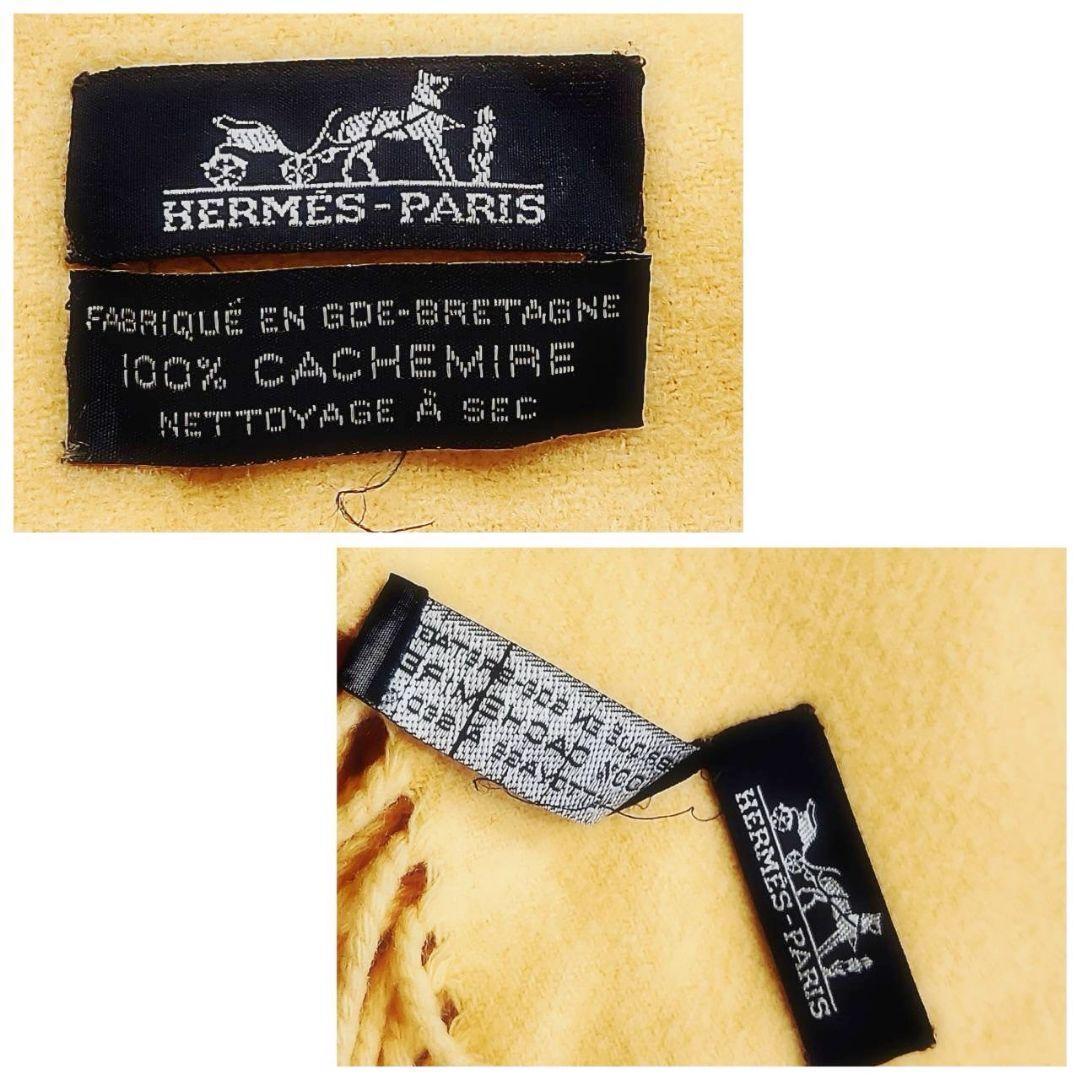 HERMÈS-PARIS
FABRIQUÉ EN GDE-BRETAGNE
100% CACHEMIRE
NETTOYAGE À SEC
HERMÈS-PARIS